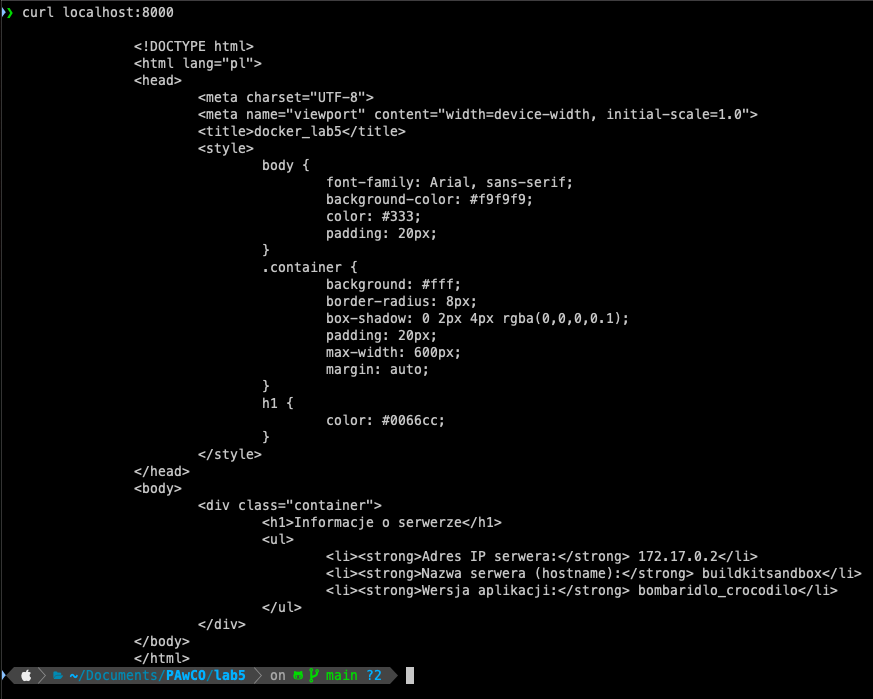 ❯ curl localhost:8000
<!DOCTYPE html>
<html lang="pl">
<head>
<meta charset="UTF-8">
<meta name="viewport" content="width=device-width, initial-scale=1.0">
<title>docker_lab5</title>
<style>
body {
font-family: Arial, sans-serif;
background-color: #f9f9f9;
color: #333;
padding: 20px;
}
.container {
background: #fff;
border-radius: 8px;
box-shadow: 0 2px 4px rgba(0,0,0,0.1);
padding: 20px;
max-width: 600px;
margin: auto;
}
h1 {
color: #0066cc;
}
</style>
</head>
<body>
<div class="container">
<h1>Informacje o serwerze</h1>
<ul>
<li><strong>Adres IP serwera:</strong> 172.17.0.2</li>
<li><strong>Nazwa serwera (hostname):</strong> buildkitsandbox</li>
<li><strong>Wersja aplikacji:</strong> bombaridlo_crocodilo</li>
</ul>
</div>
</body>
</html>
~/Documents/PAwCO/lab5 on main ?2